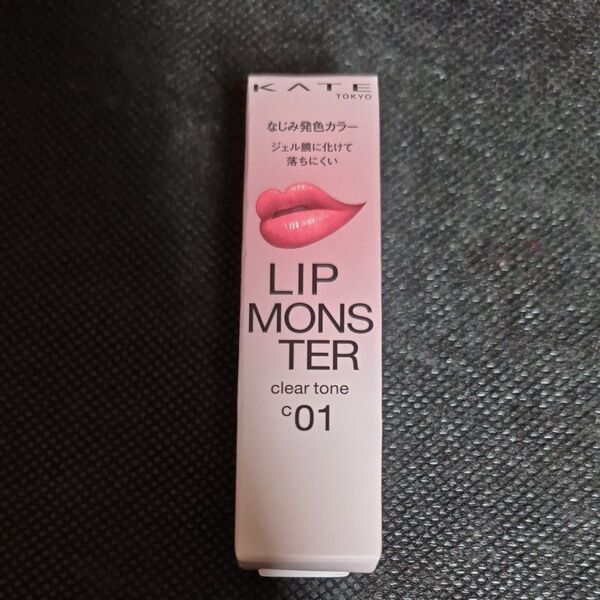 KATE
TOKYO
なじみ発色カラー
ジェル膜に化けて
落ちにくい
LIP
MONS
TER
clear tone
c01